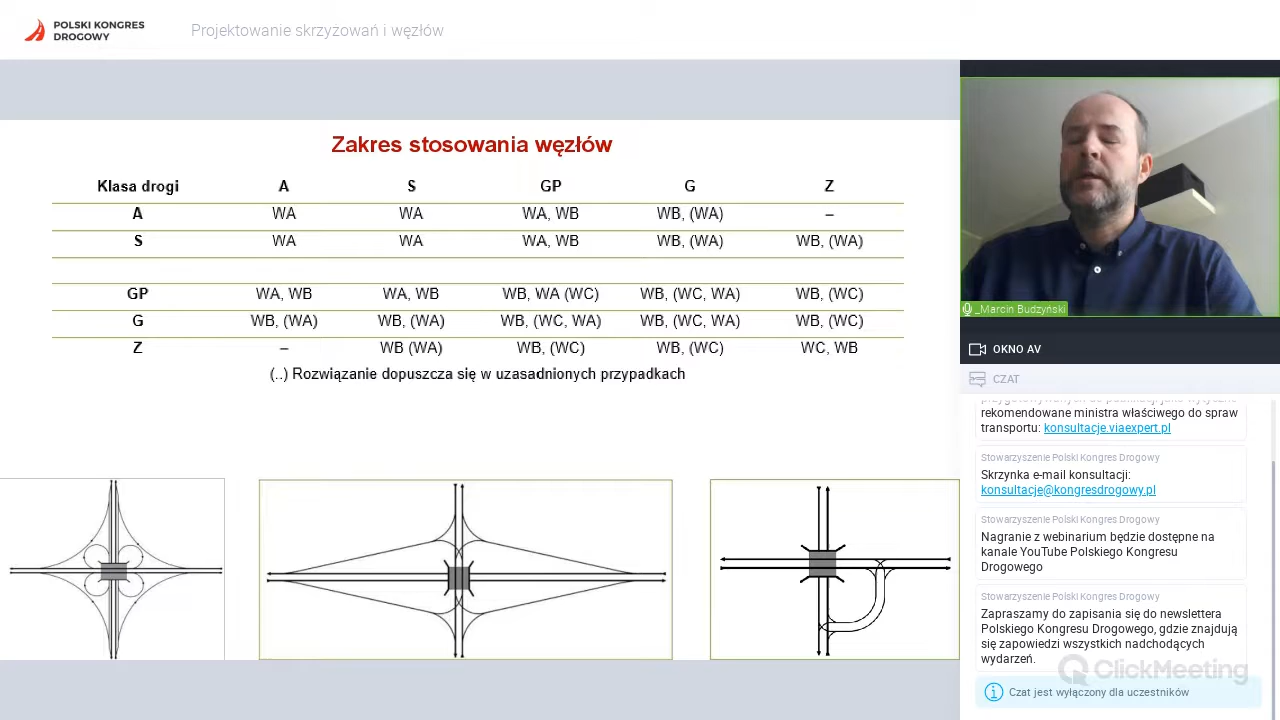 POLSKI KONGRES
DROGOWY
Projektowanie skrzyżowań i węzłów
Zakres stosowania węzłów
Klasa drogi A S GP G Z
A WA WA WA, WB WB, (WA) –
S WA WA WA, WB WB, (WA) WB, (WA)
GP WA, WB WA, WB WB, WA (WC) WB, (WC, WA) WB, (WC)
G WB, (WA) WB, (WA) WB, (WC, WA) WB, (WC, WA) WB, (WC)
Z – WB (WA) WB, (WC) WB, (WC) WC, WB
(..) Rozwiązanie dopuszcza się w uzasadnionych przypadkach
_Marcin Budzyński
OKNO AV
CZAT
rekomendowane ministra właściwego do spraw
transportu: konsultacje.viaexpert.pl
Stowarzyszenie Polski Kongres Drogowy
Skrzynka e-mail konsultacji:
konsultacje@kongresdrogowy.pl
Stowarzyszenie Polski Kongres Drogowy
Nagranie z webinarium będzie dostępne na
kanale YouTube Polskiego Kongresu
Drogowego
Stowarzyszenie Polski Kongres Drogowy
Zapraszamy do zapisania się do newslettera
Polskiego Kongresu Drogowego, gdzie znajdują
się zapowiedzi wszystkich nadchodzących
wydarzeń.
ClickMeeting
Czat jest wyłączony dla uczestników